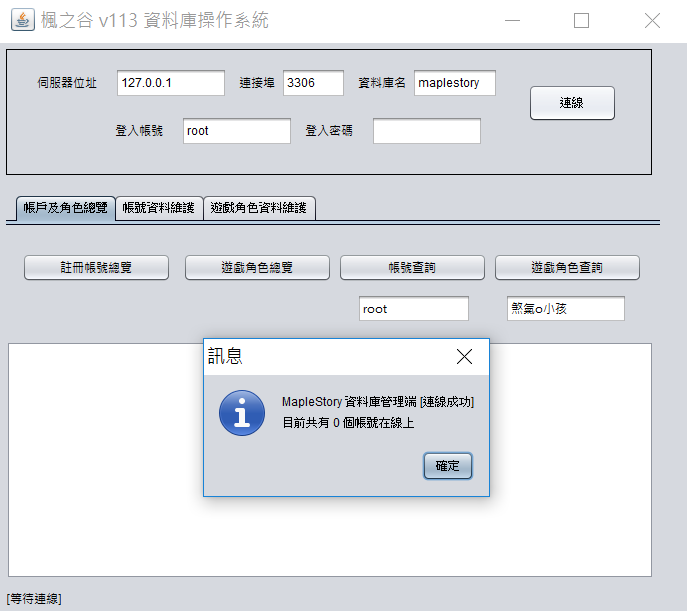 楓之谷 v113 資料庫操作系統
伺服器位址 127.0.0.1 連接埠 3306 資料庫名 maplestory
連線
登入帳號 root 登入密碼
帳戶及角色總覽 帳號資料維護 遊戲角色資料維護
註冊帳號總覽 遊戲角色總覽 帳號查詢 遊戲角色查詢
root 煞氣o小孩
訊息
MapleStory 資料庫管理端 [連線成功]
目前共有 0 個帳號在線上
確定
[等待連線]